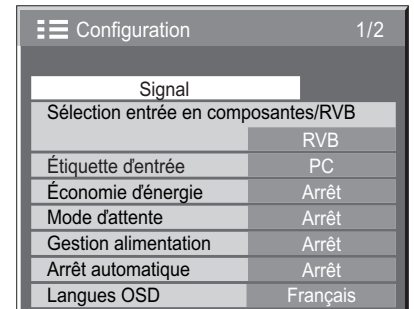 Configuration 1/2
Signal
Sélection entrée en composantes/RVB
RVB
Étiquette d'entrée PC
Économie d'énergie Arrêt
Mode d'attente Arrêt
Gestion alimentation Arrêt
Arrêt automatique Arrêt
Langues OSD Français